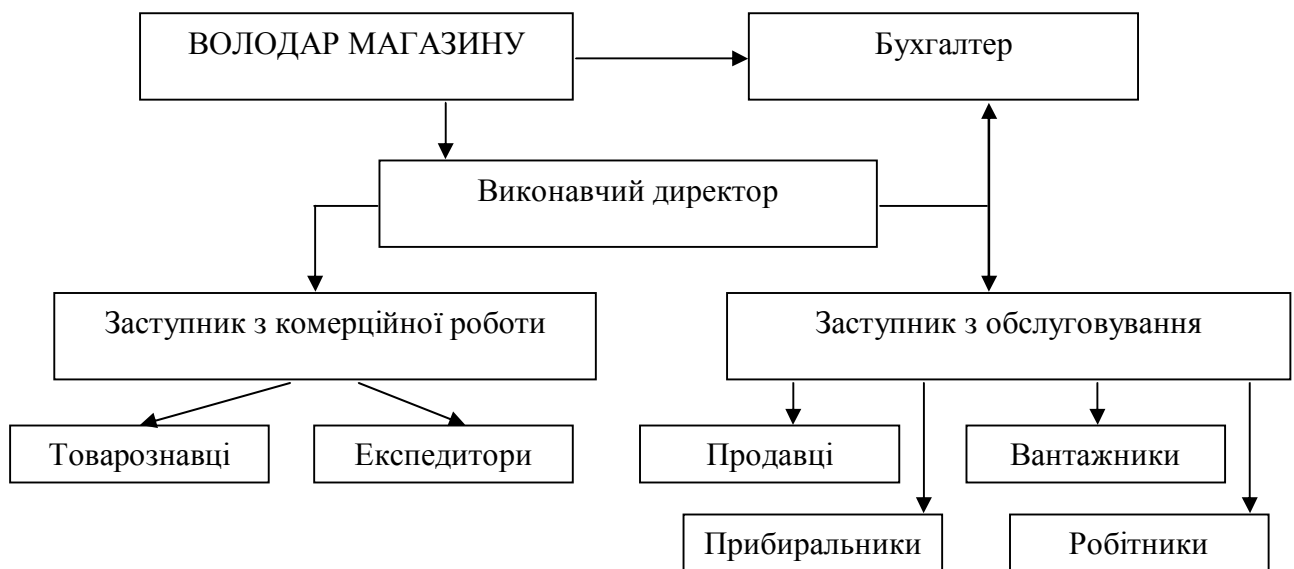 ВОЛОДАР МАГАЗИНУ
Бухгалтер
Виконавчий директор
Заступник з комерційної роботи
Заступник з обслуговування
Товарознавці
Експедитори
Продавці
Вантажники
Прибиральники
Робітники